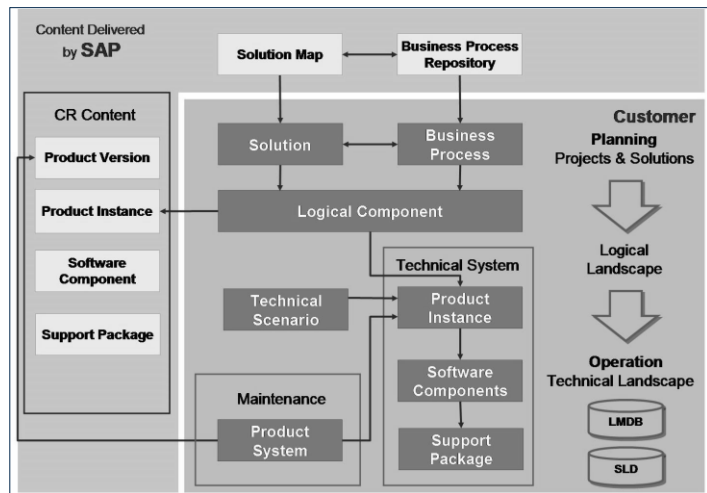 Content Delivered
by SAP
Solution Map
Business Process
Repository
CR Content
Product Version
Product Instance
Software
Component
Support Package
Customer
Planning
Projects & Solutions
Solution
Business
Process
Logical Component
Logical
Landscape
Technical System
Technical
Scenario
Product
Instance
Software
Components
Support
Package
Maintenance
Product
System
Operation
Technical Landscape
LMDB
SLD